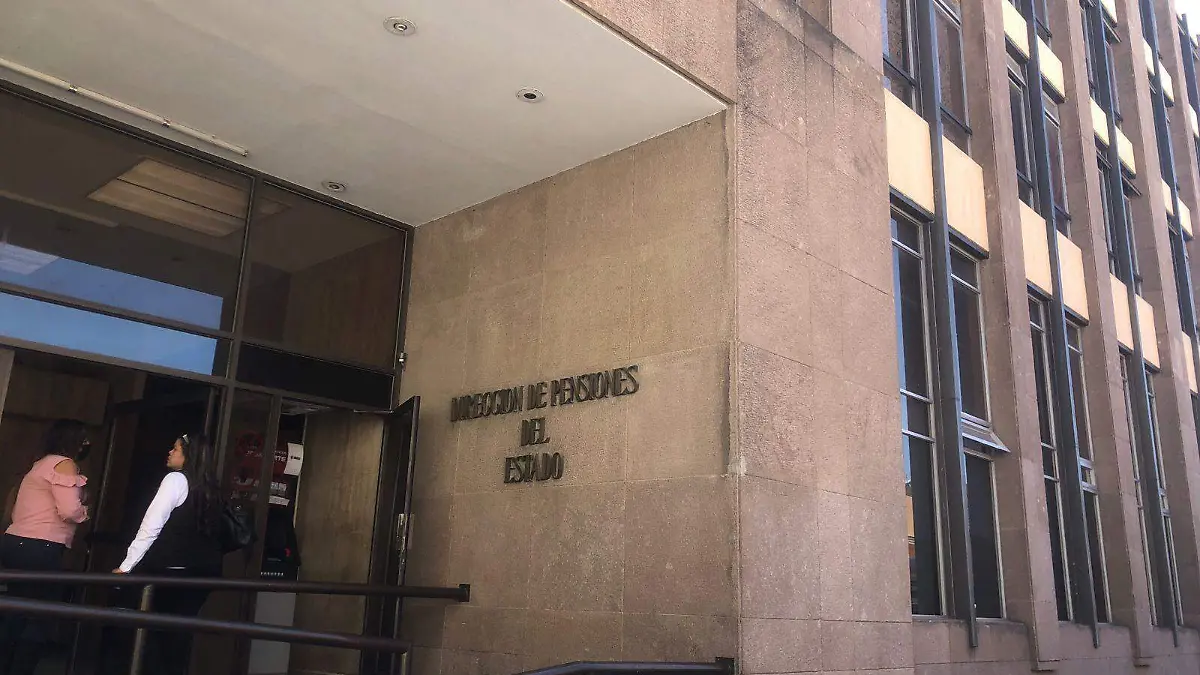 DIRECCION DE PENSIONES
DEL
ESTADO